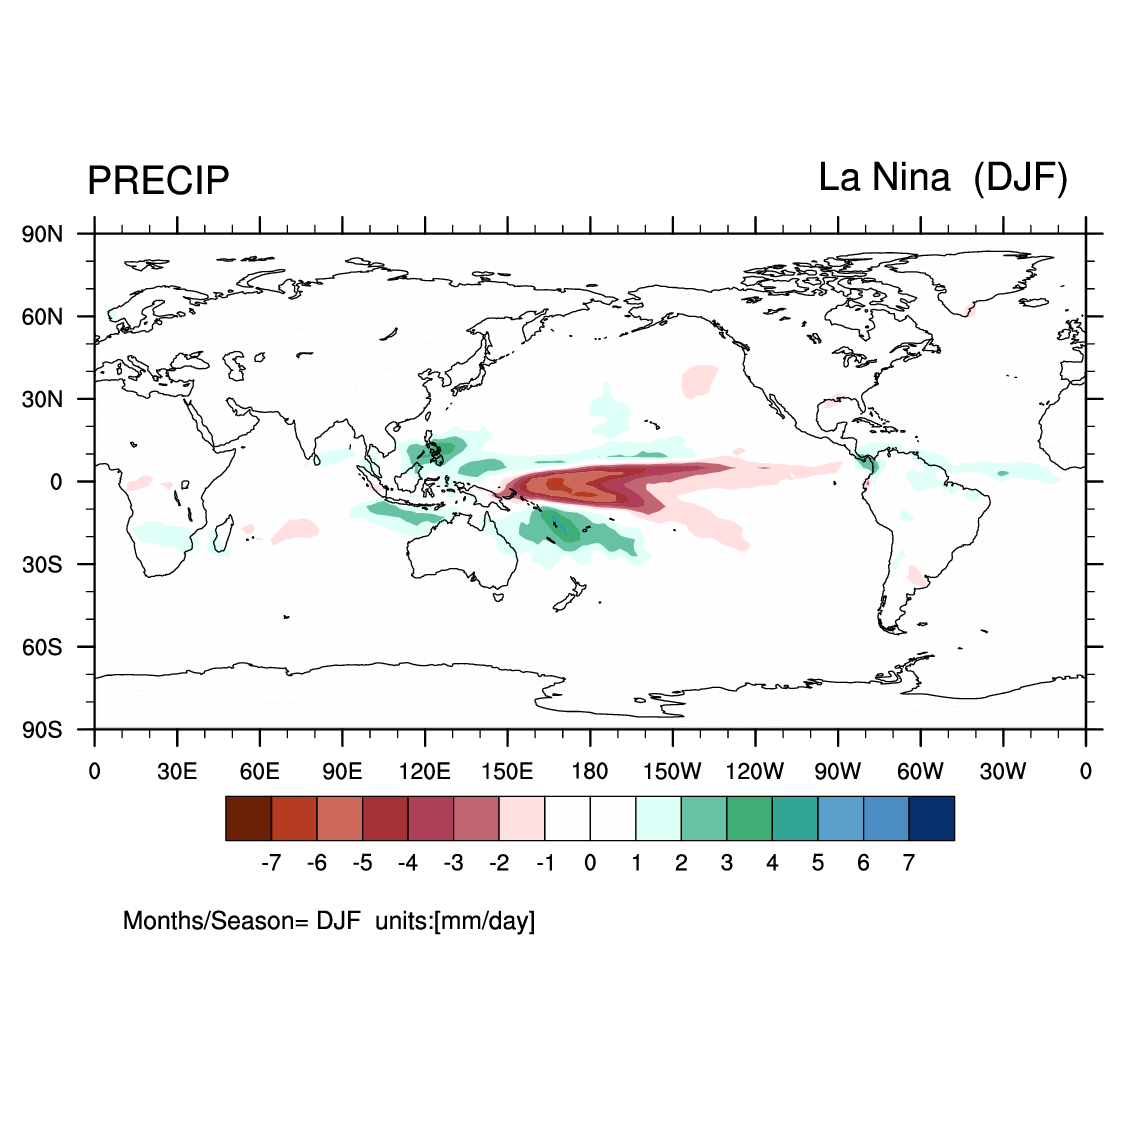 PRECIP
La Nina (DJF)
90N
60N
30N
0
30S
60S
90S
0 30E 60E 90E 120E 150E 180 150W 120W 90W 60W 30W 0
-7 -6 -5 -4 -3 -2 -1 0 1 2 3 4 5 6 7
Months/Season= DJF units:[mm/day]